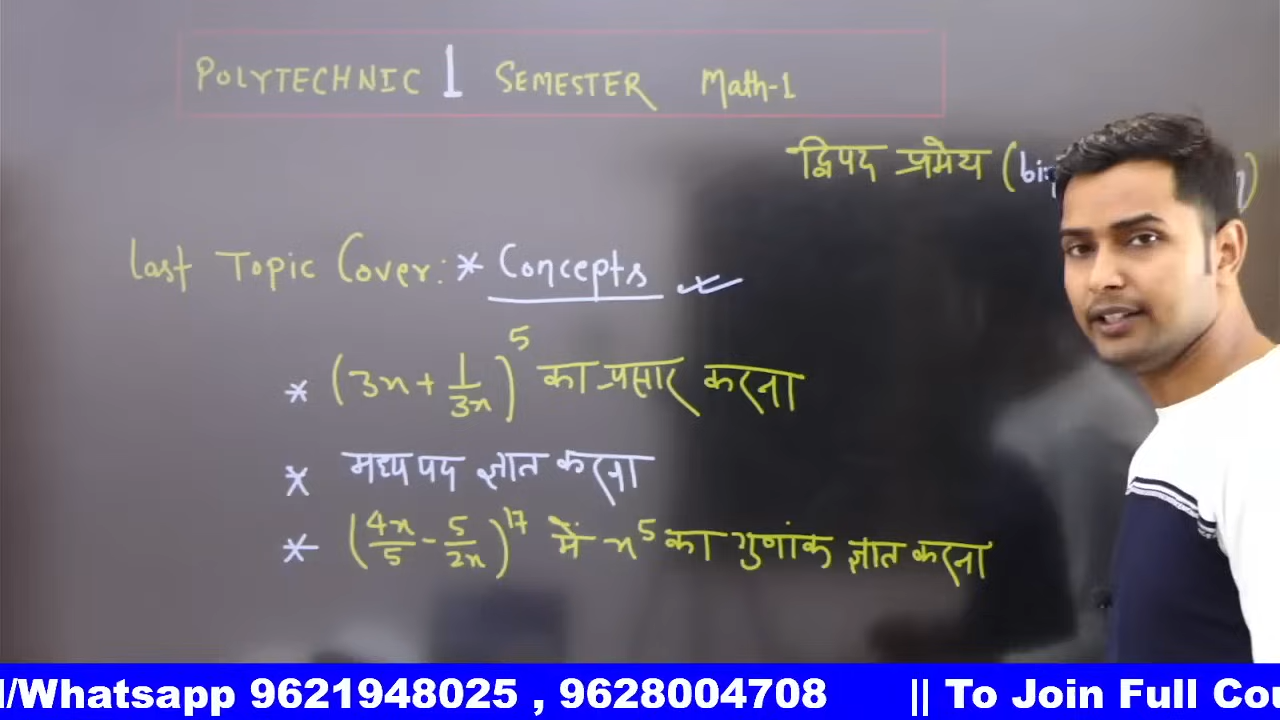 POLYTECHNIC 1 SEMESTER Math-1
द्विपद प्रमेय (bi
Last Topic Cover: * Concepts
* (3x + 1/3x)^5 का प्रसार करना
* मध्य पद ज्ञात करना
* (4x/5 - 5/2x)^17 में x^5 का गुणांक ज्ञात करना
/Whatsapp 9621948025 , 9628004708 || To Join Full Cou